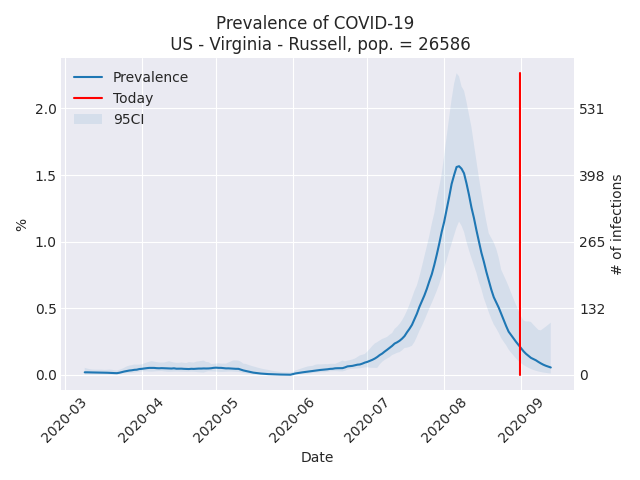 Prevalence of COVID-19
US - Virginia - Russell, pop. = 26586
Prevalence
Today
95CI
2.0
1.5
1.0
0.5
0.0
%
531
398
265
132
0
# of infections
2020-03
2020-04
2020-05
2020-06
2020-07
2020-08
2020-09
Date